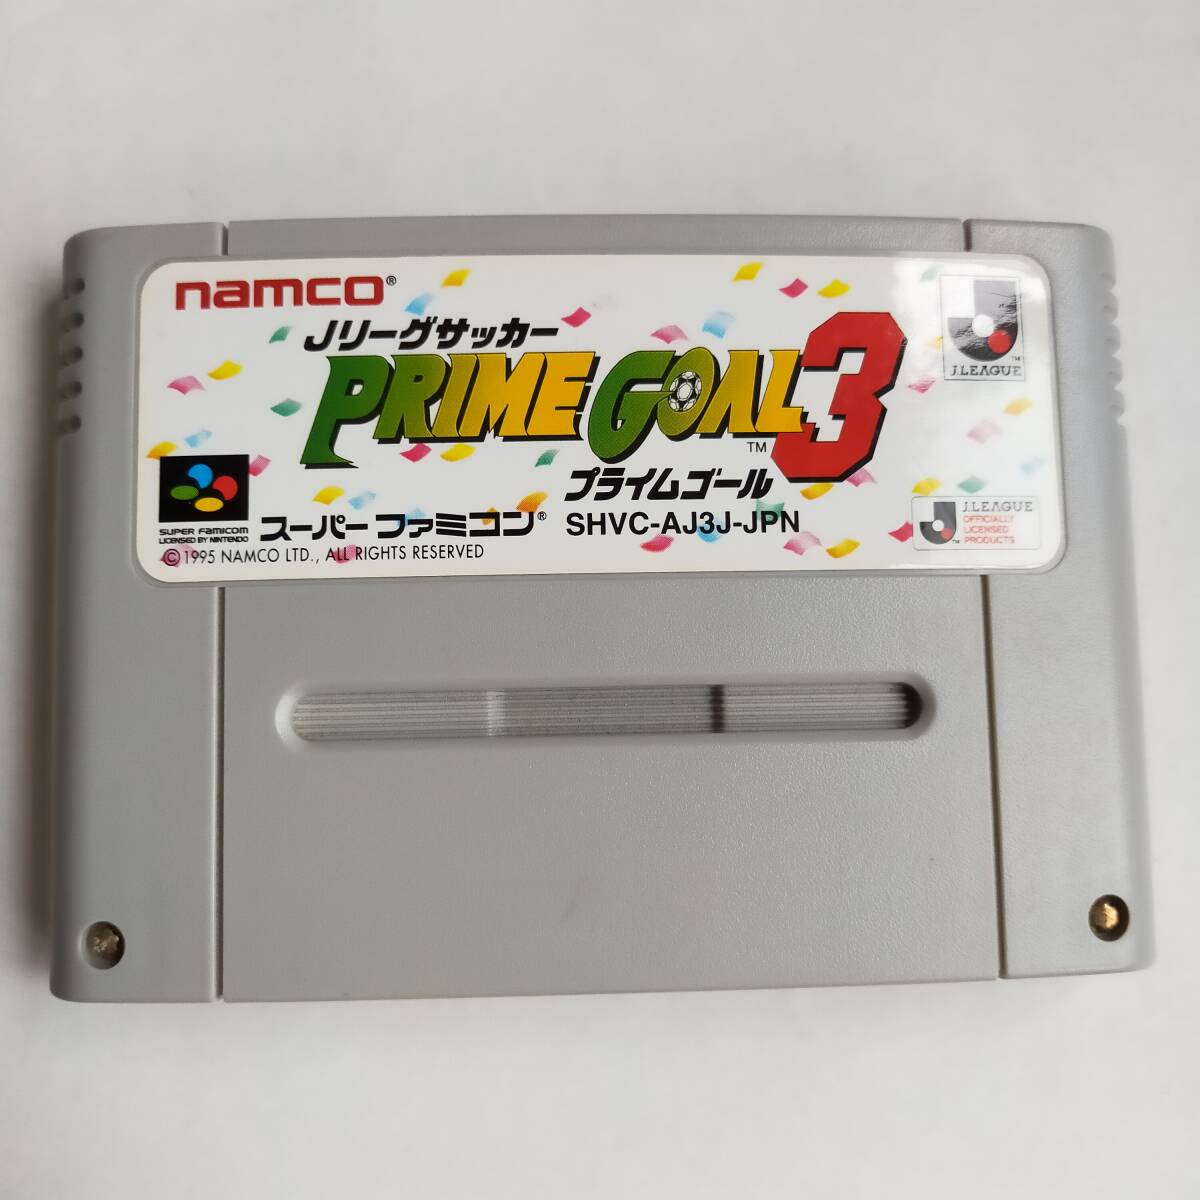 namco®
Jリーグサッカー
PRIME GOAL 3
TM
プライムゴール
TM
J.LEAGUE
SUPER FAMICOM
LICENSED BY NINTENDO
スーパーファミコン® SHVC-AJ3J-JPN
©1995 NAMCO LTD., ALL RIGHTS RESERVED
J.LEAGUE
OFFICIALLY
LICENSED
PRODUCTS
TM